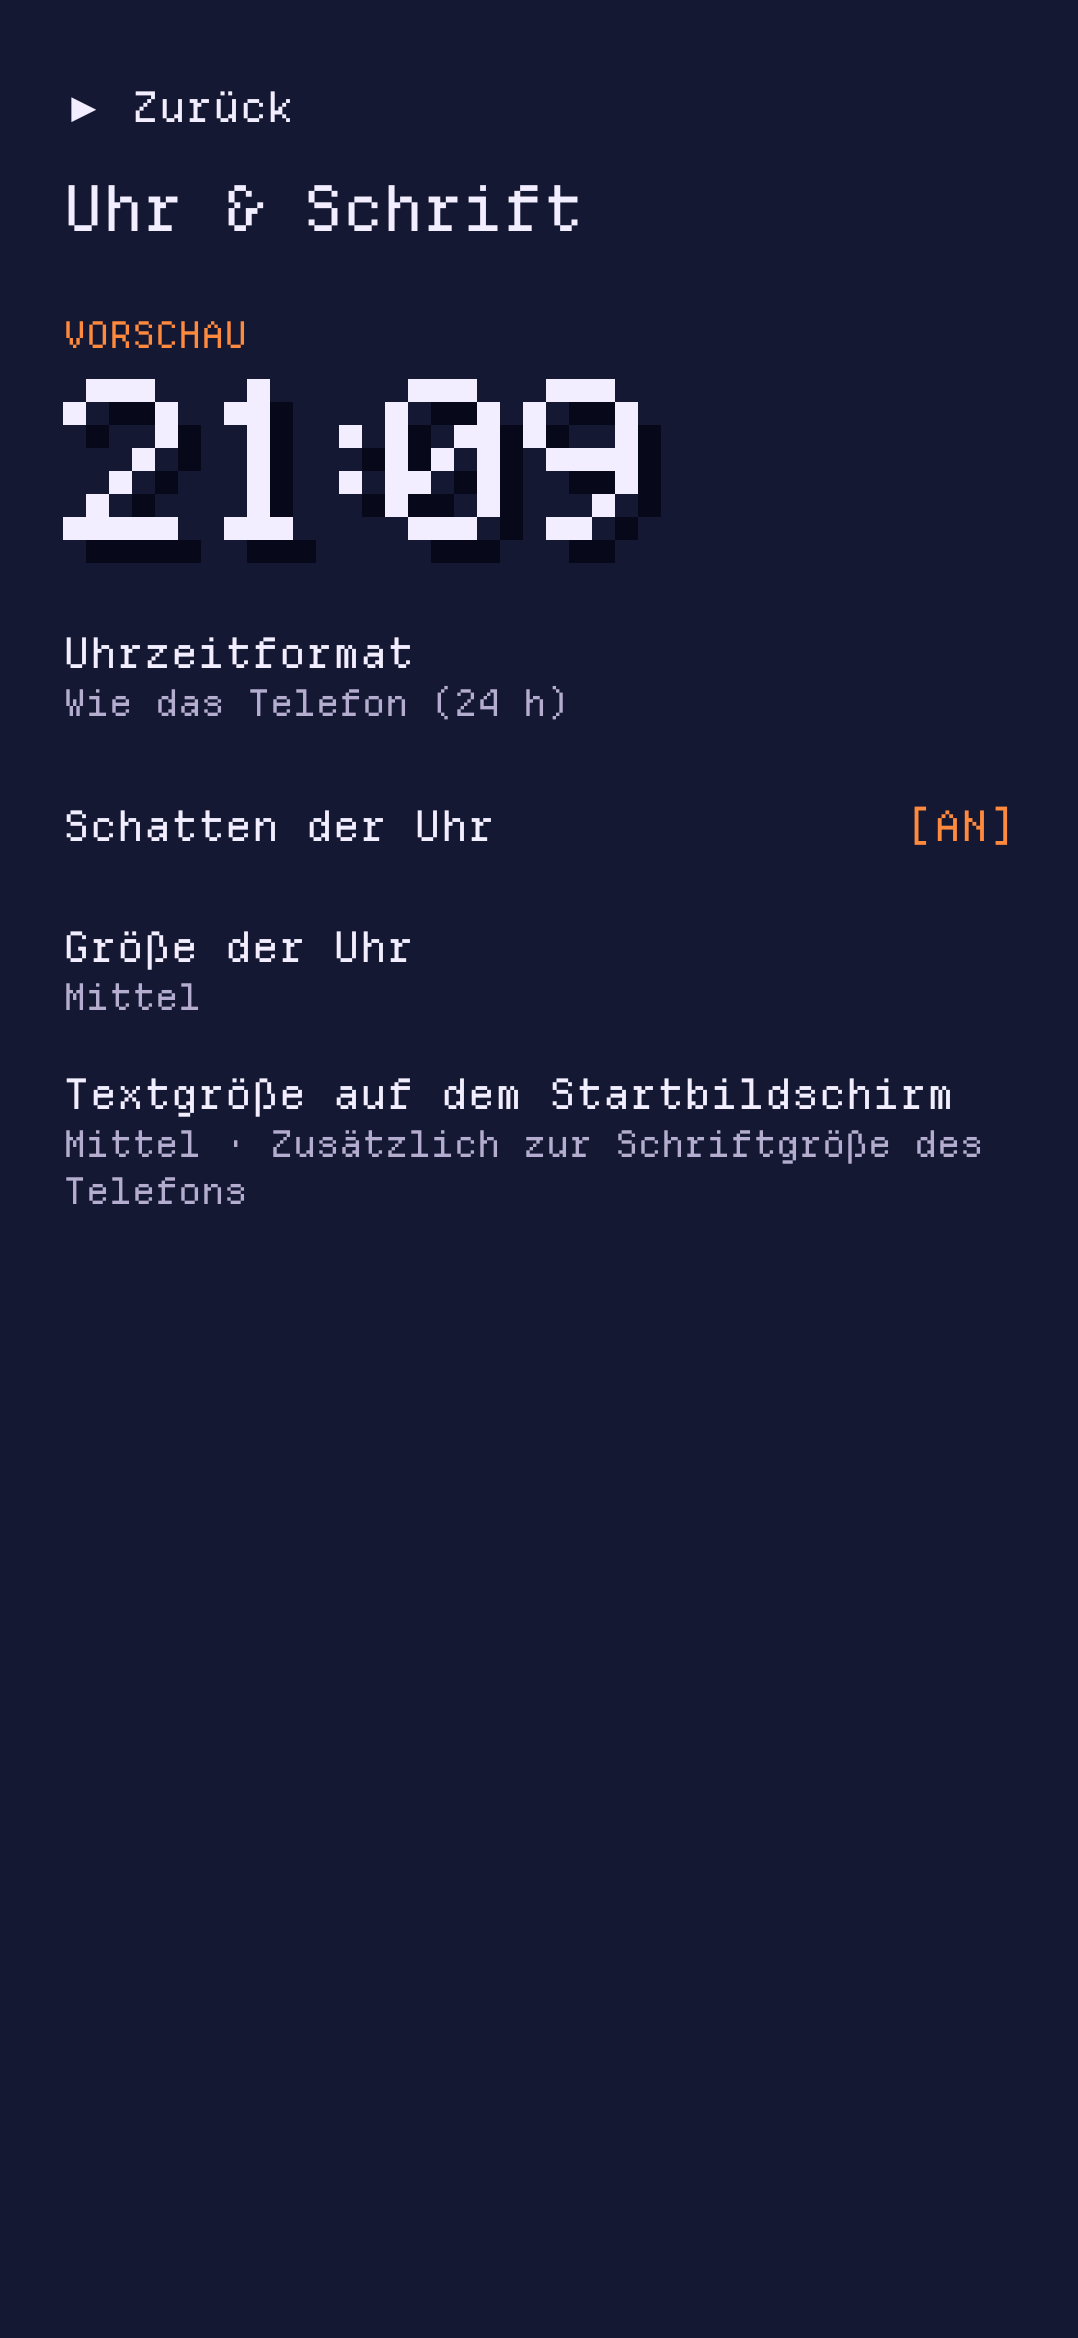 ► Zurück
Uhr & Schrift
VORSCHAU
21:09
Uhrzeitformat
Wie das Telefon (24 h)
Schatten der Uhr [AN]
Größe der Uhr
Mittel
Textgröße auf dem Startbildschirm
Mittel · Zusätzlich zur Schriftgröße des
Telefons